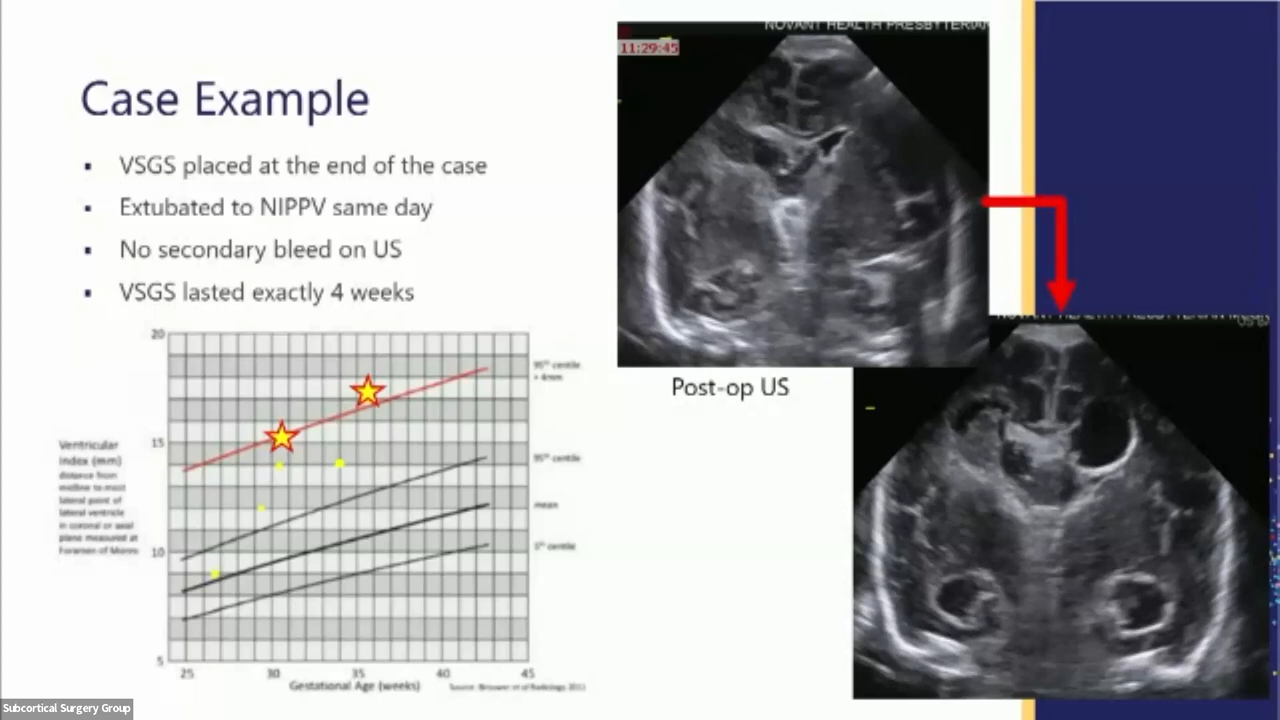 NOVANT HEALTH PRESBYTERIAN
11:29:45
Case Example
VSGS placed at the end of the case
Extubated to NIPPV same day
No secondary bleed on US
VSGS lasted exactly 4 weeks
Post-op US
20
15
10
5
95th centile
+ 4mm
95th centile
mean
5th centile
Ventricular
index (mm)
distance from
midline to most
lateral point of
lateral ventricle
in coronal or axial
plane measured at
Foramen of Monro
25
30
35
40
45
Gestational Age (weeks)
Subcortical Surgery Group